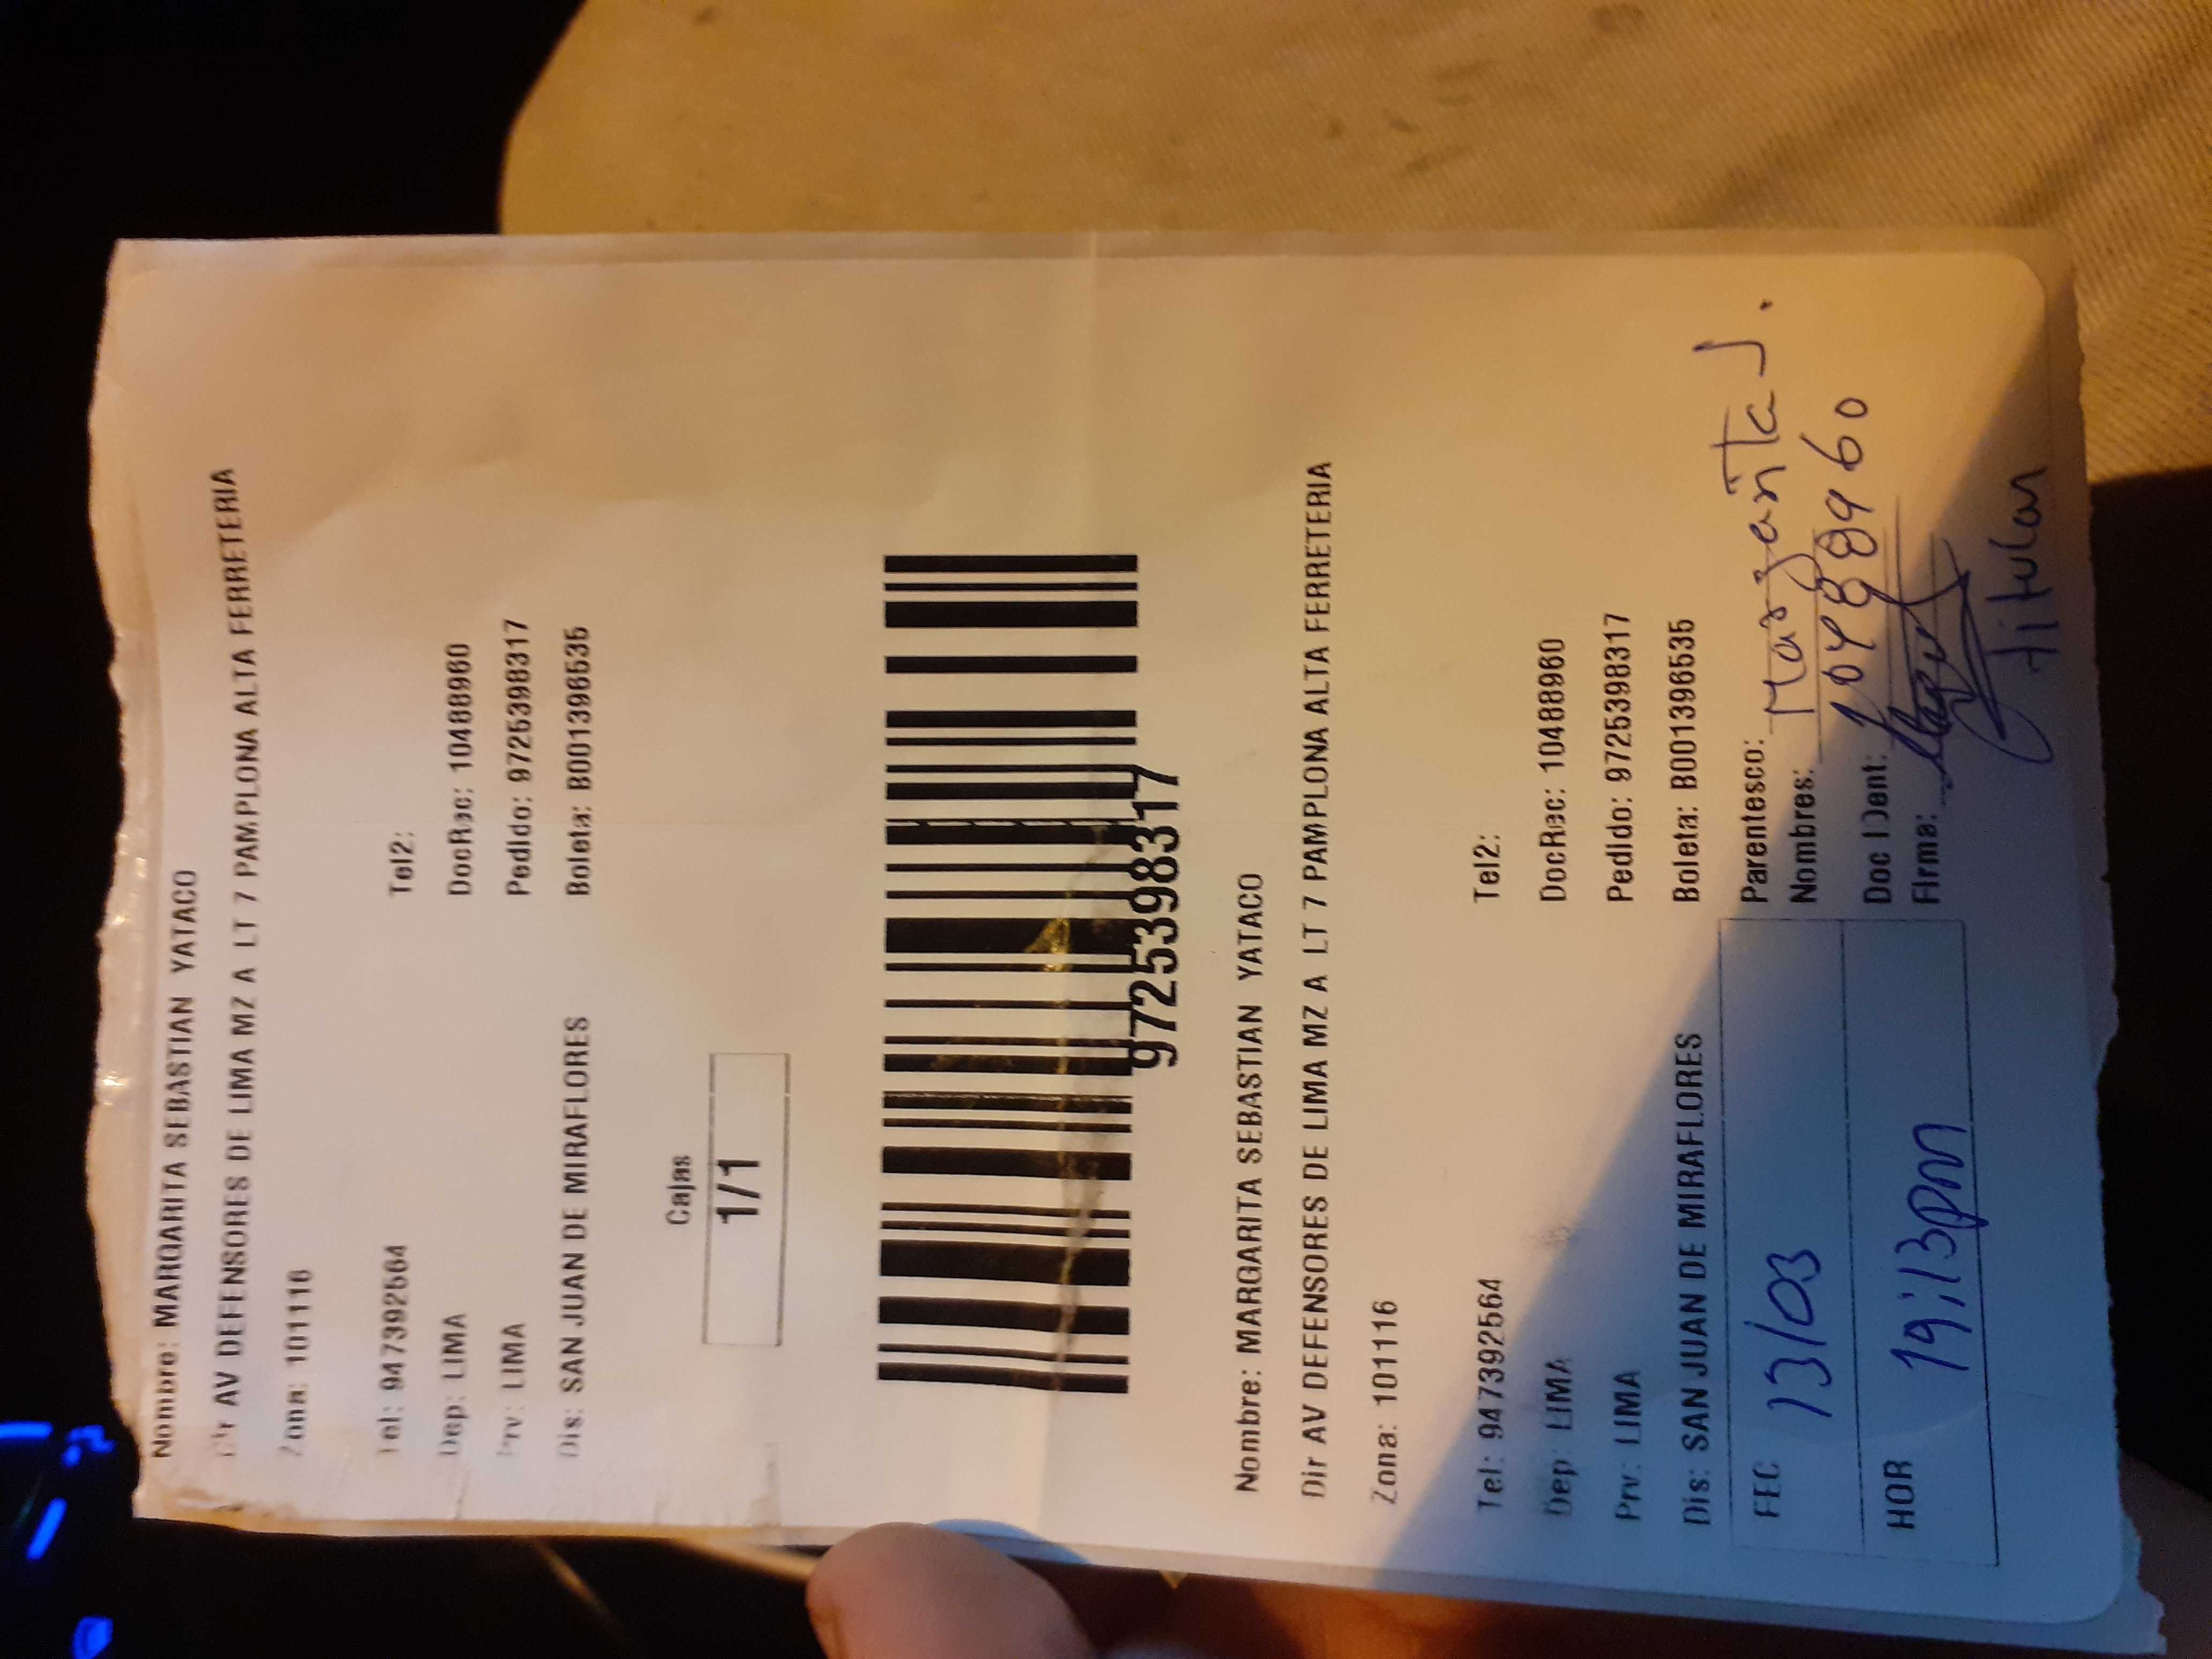 Nombre: MARGARITA SEBASTIAN YATACO
Dir AV DEFENSORES DE LIMA MZ A LT 7 PAMPLONA ALTA FERRETERIA
Zona: 101116
Tel: 947392564 Tel2:
Dep: LIMA DocRec: 10488960
Prv: LIMA Pedido: 9725398317
Dis: SAN JUAN DE MIRAFLORES Boleta: B001396535
Cajas
1/1
9725398317
Nombre: MARGARITA SEBASTIAN YATACO
Dir AV DEFENSORES DE LIMA MZ A LT 7 PAMPLONA ALTA FERRETERIA
Zona: 101116
Tel: 947392564 Tel2:
Dep: LIMA DocRec: 10488960
Prv: LIMA Pedido: 9725398317
Dis: SAN JUAN DE MIRAFLORES Boleta: B001396535
FEC 13/03 Parentesco:
Nombres: Margarita S.
HOR 19:13pm Doc IDent: 10488960
Firma:
titular